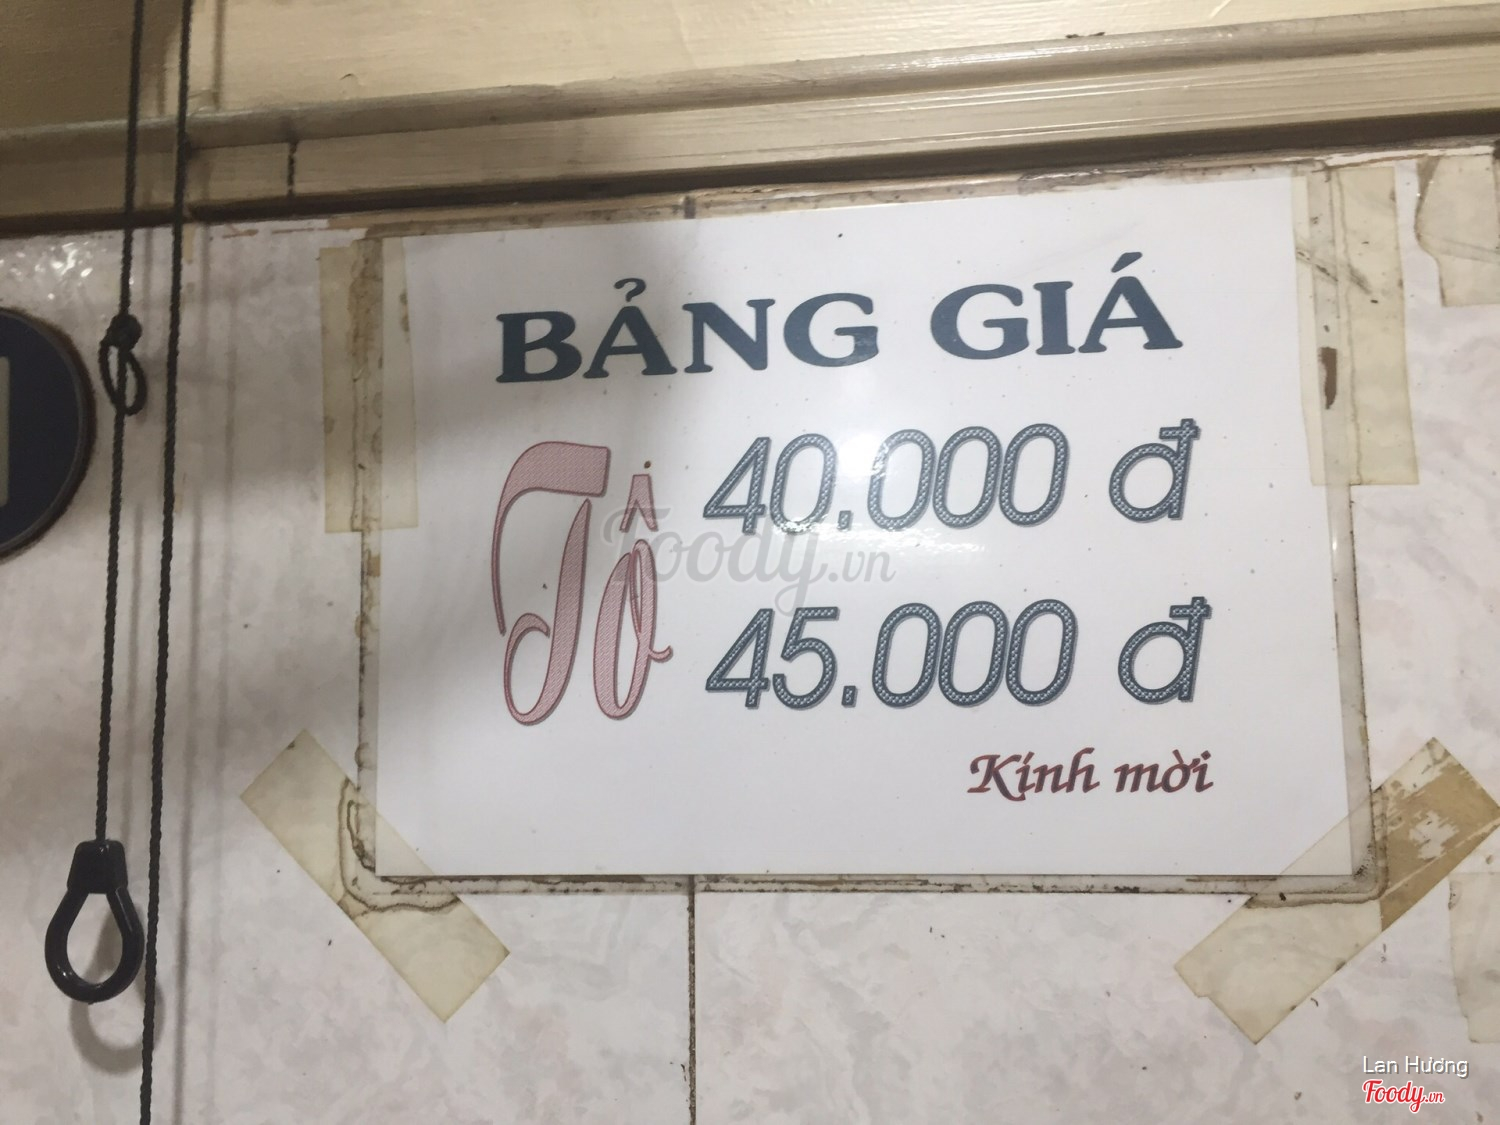 BẢNG GIÁ
Tô
40.000 đ
45.000 đ
Kính mời
Foody.vn
Lan Hương
Foody.vn